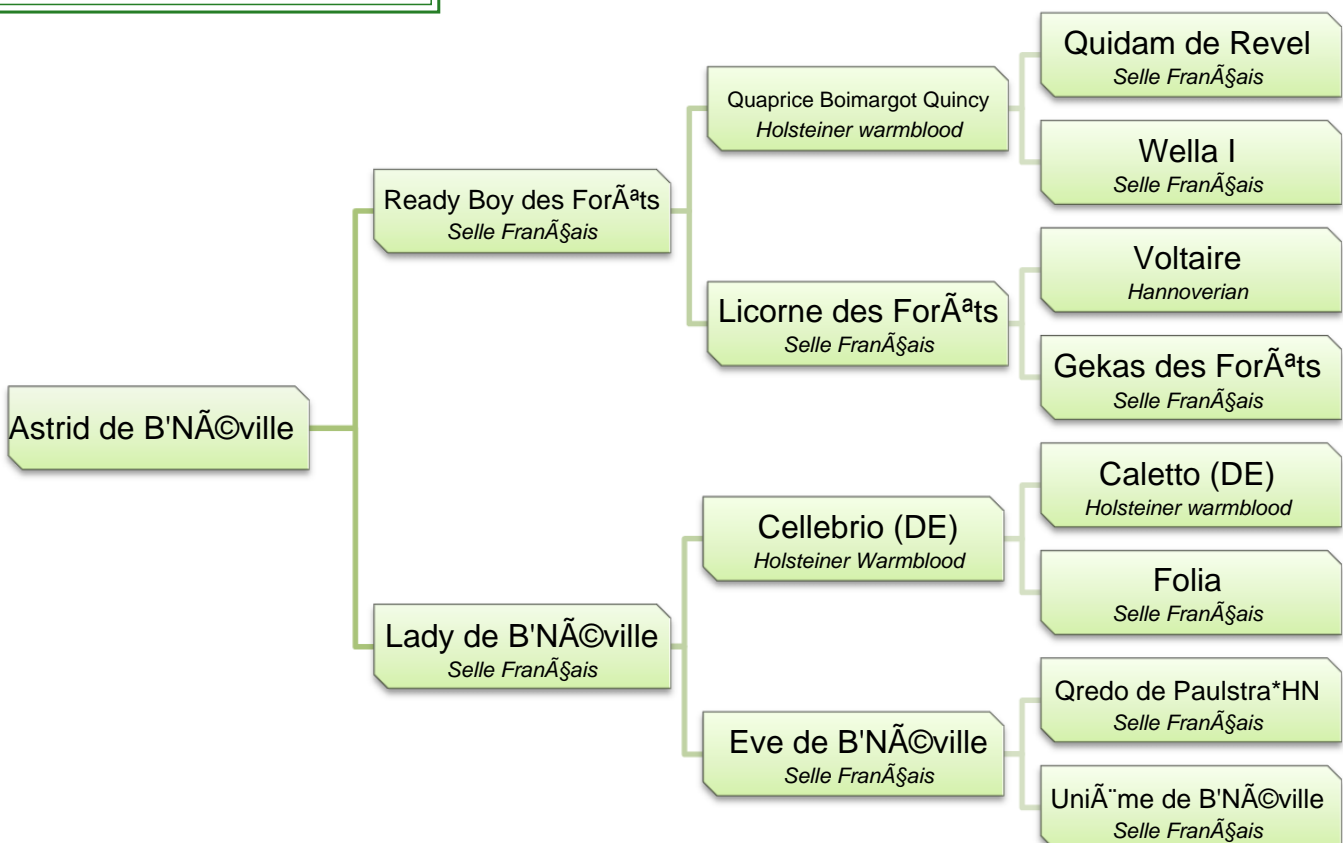 Quidam de Revel
Selle FranÃ§ais
Quaprice Boimargot Quincy
Holsteiner warmblood
Wella I
Selle FranÃ§ais
Ready Boy des ForÃªts
Selle FranÃ§ais
Voltaire
Hannoverian
Licorne des ForÃªts
Selle FranÃ§ais
Gekas des ForÃªts
Selle FranÃ§ais
Astrid de B'NÃ©ville
Caletto (DE)
Holsteiner warmblood
Cellebrio (DE)
Holsteiner Warmblood
Folia
Selle FranÃ§ais
Lady de B'NÃ©ville
Selle FranÃ§ais
Qredo de Paulstra*HN
Selle FranÃ§ais
Eve de B'NÃ©ville
Selle FranÃ§ais
UniÃ¨me de B'NÃ©ville
Selle FranÃ§ais